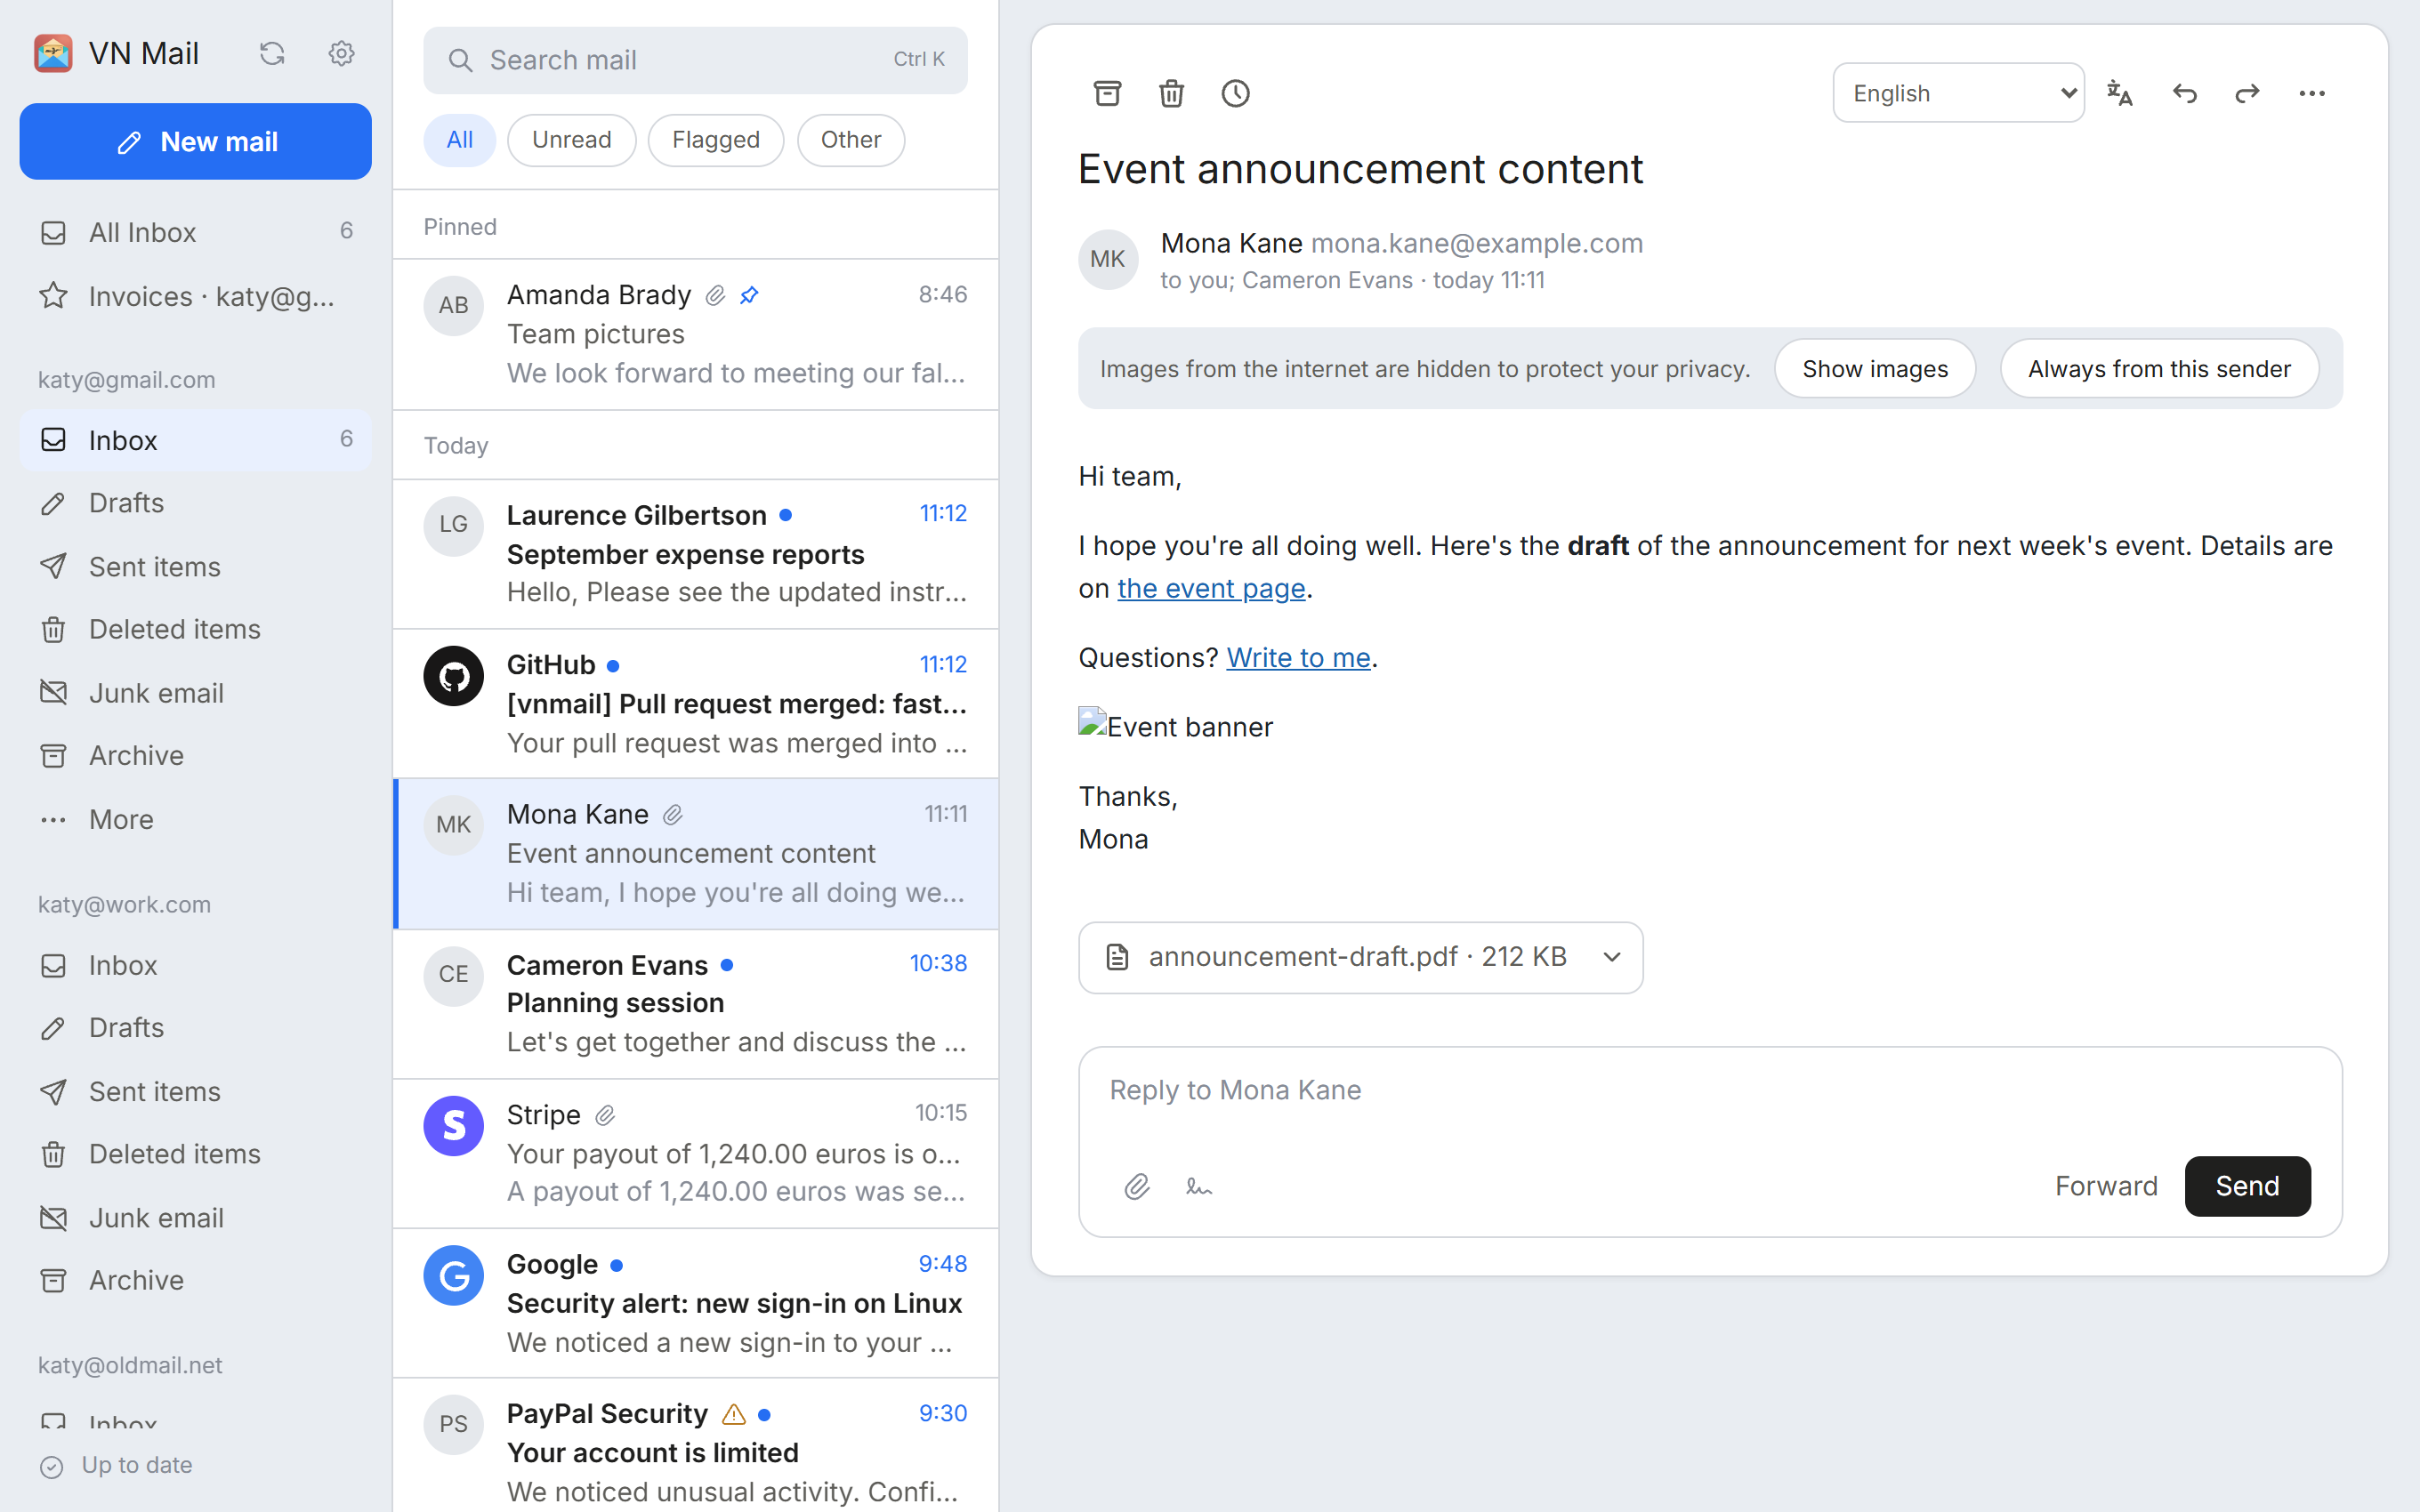 VN Mail
New mail
All Inbox 6
Invoices · katy@g...
katy@gmail.com
Inbox 6
Drafts
Sent items
Deleted items
Junk email
Archive
More
katy@work.com
Inbox
Drafts
Sent items
Deleted items
Junk email
Archive
katy@oldmail.net
Inbox
Up to date
Search mail Ctrl K
All Unread Flagged Other
Pinned
AB Amanda Brady 8:46
Team pictures
We look forward to meeting our fal...
Today
LG Laurence Gilbertson 11:12
September expense reports
Hello, Please see the updated instr...
GitHub 11:12
[vnmail] Pull request merged: fast...
Your pull request was merged into ...
MK Mona Kane 11:11
Event announcement content
Hi team, I hope you're all doing we...
CE Cameron Evans 10:38
Planning session
Let's get together and discuss the ...
S Stripe 10:15
Your payout of 1,240.00 euros is o...
A payout of 1,240.00 euros was se...
G Google 9:48
Security alert: new sign-in on Linux
We noticed a new sign-in to your ...
PS PayPal Security 9:30
Your account is limited
We noticed unusual activity. Confi...
English
Event announcement content
MK Mona Kane mona.kane@example.com
to you; Cameron Evans · today 11:11
Images from the internet are hidden to protect your privacy. Show images Always from this sender
Hi team,
I hope you're all doing well. Here's the draft of the announcement for next week's event. Details are
on the event page.
Questions? Write to me.
Event banner
Thanks,
Mona
announcement-draft.pdf · 212 KB
Reply to Mona Kane
Forward Send